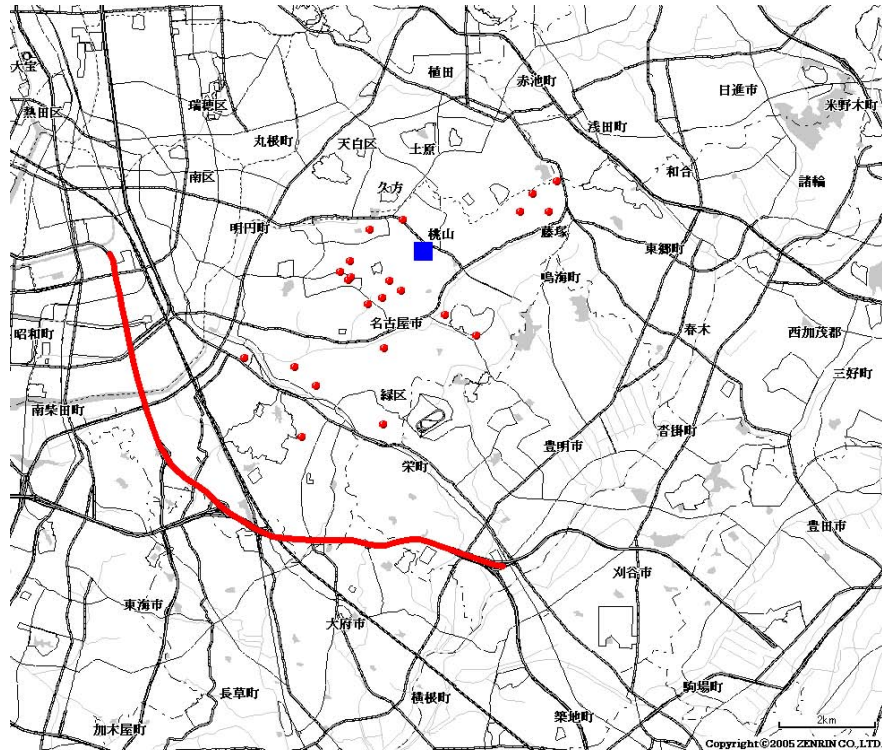 植田
大宝
赤池町
日進市
熱田区
瑞穂区
米野木町
浅田町
丸根町
天白区
土原
和合
南区
久方
諸輪
明円町
桃山
藤塚
東郷町
鳴海町
昭和町
名古屋市
春木
西加茂郡
三好町
南柴田町
緑区
沓掛町
豊明市
栄町
豊田市
刈谷市
東海市
大府市
長草町
横根町
駒場町
築地町
加木屋町
2km
Copyright©2005 ZENRIN CO., LTD